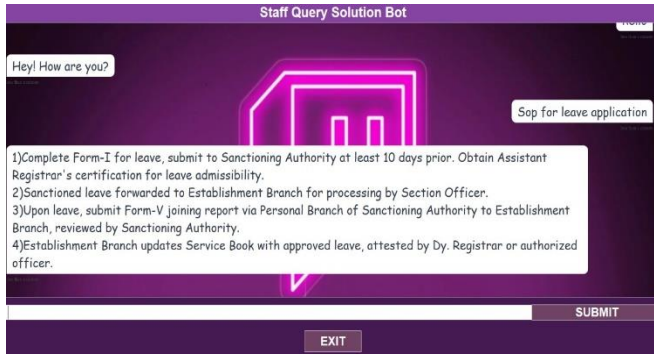 Staff Query Solution Bot
Hey! How are you?
Sop for leave application
1)Complete Form-I for leave, submit to Sanctioning Authority at least 10 days prior. Obtain Assistant
Registrar's certification for leave admissibility.
2)Sanctioned leave forwarded to Establishment Branch for processing by Section Officer.
3)Upon leave, submit Form-V joining report via Personal Branch of Sanctioning Authority to Establishment
Branch, reviewed by Sanctioning Authority.
4)Establishment Branch updates Service Book with approved leave, attested by Dy. Registrar or authorized
officer.
SUBMIT
EXIT